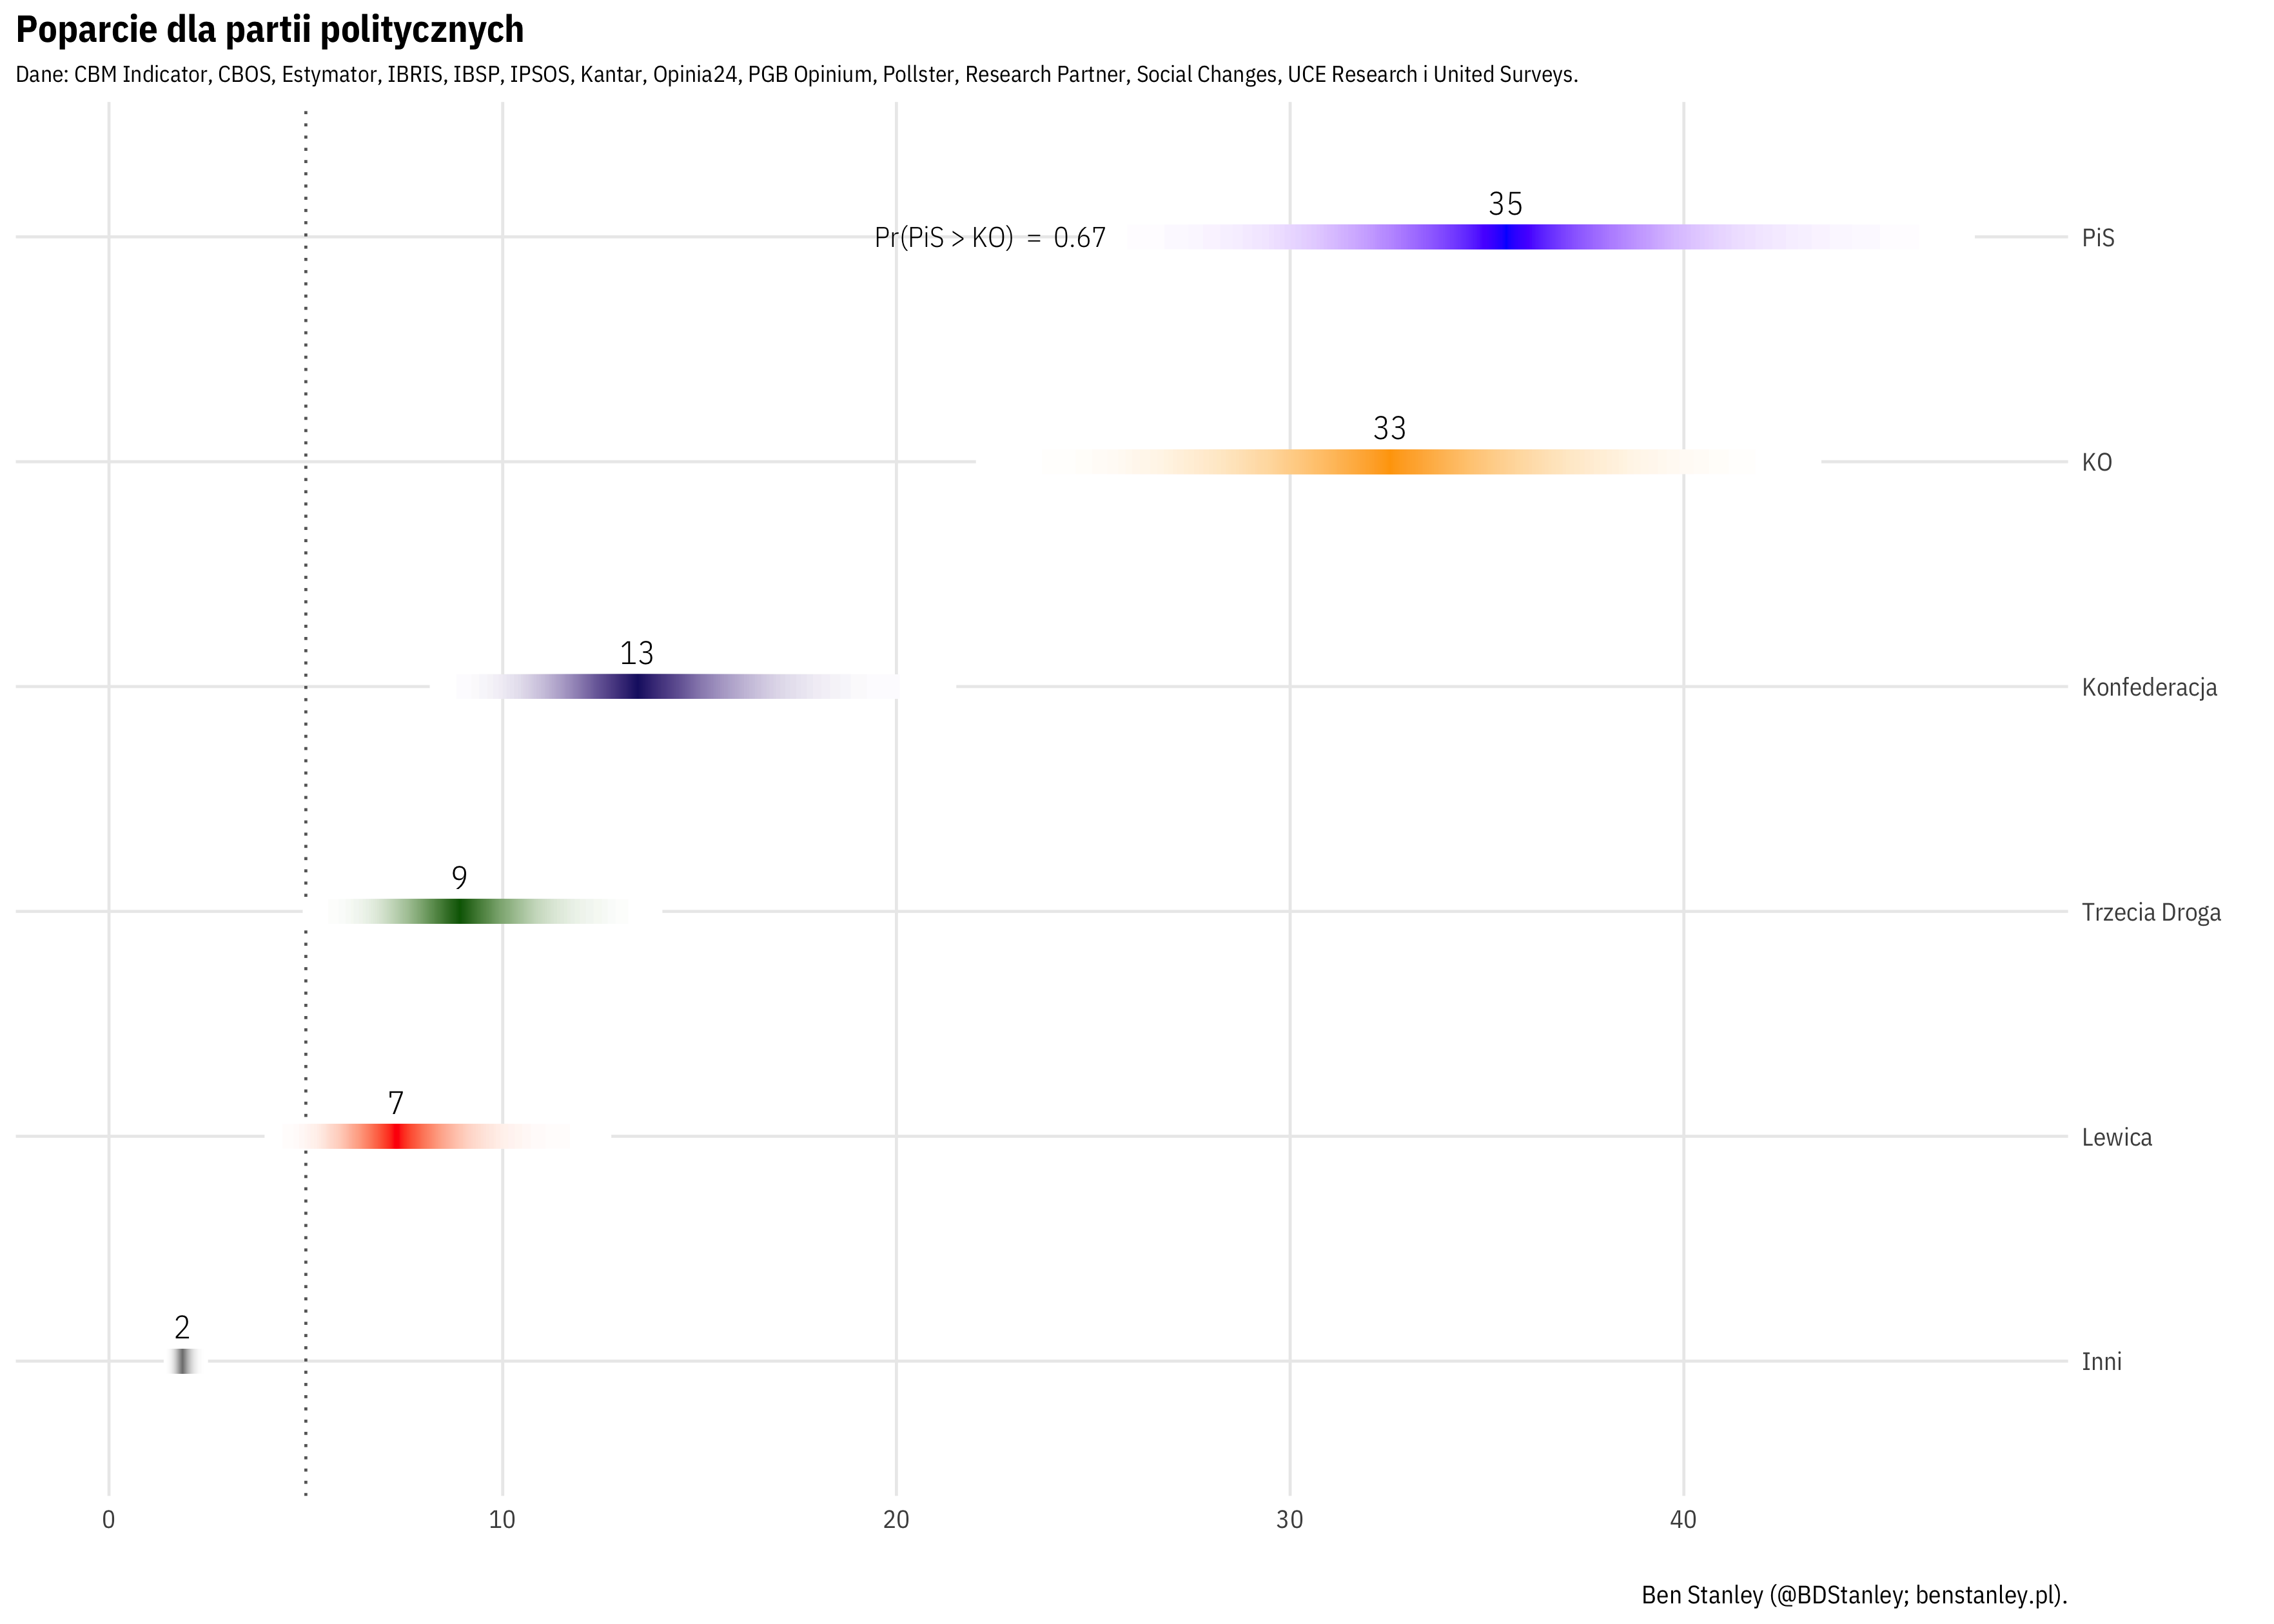 Poparcie dla partii politycznych
Dane: CBM Indicator, CBOS, Estymator, IBRIS, IBSP, IPSOS, Kantar, Opinia24, PGB Opinium, Pollster, Research Partner, Social Changes, UCE Research i United Surveys.
35
Pr(PiS > KO) = 0.67
PiS
33
KO
13
Konfederacja
9
Trzecia Droga
7
Lewica
2
Inni
0 10 20 30 40
Ben Stanley (@BDStanley; benstanley.pl).